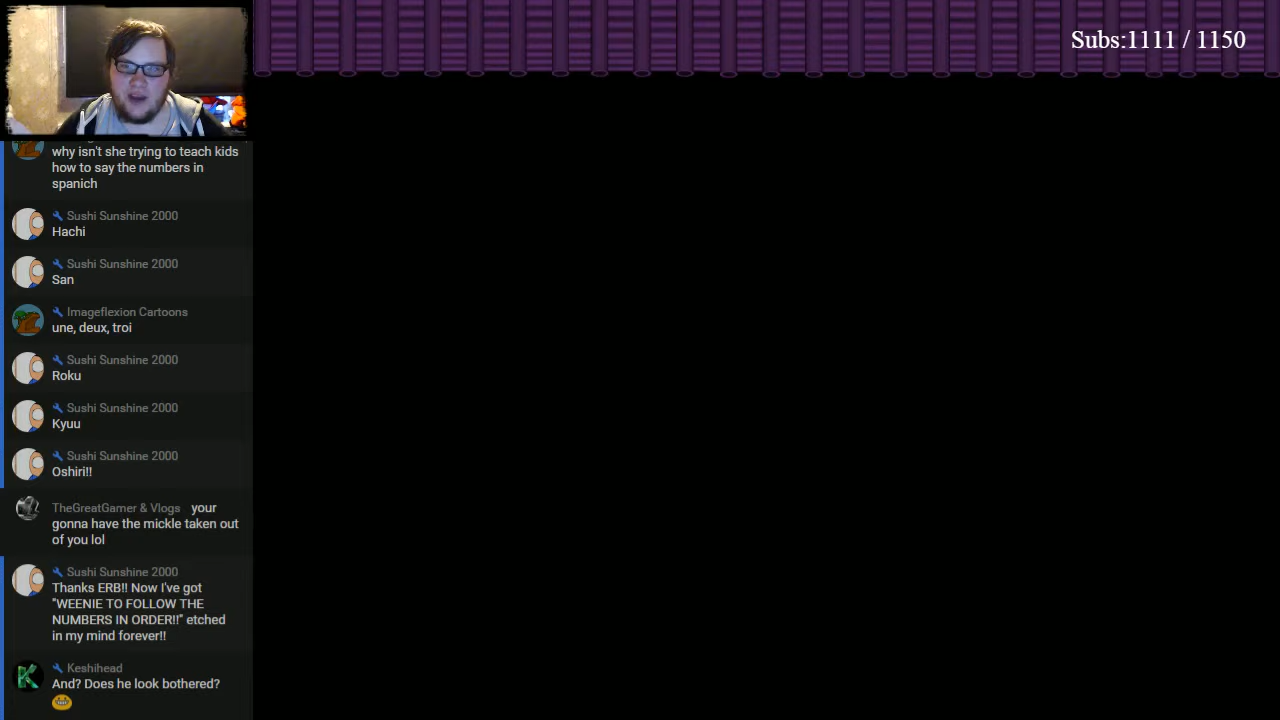 Subs:1111 / 1150
why isn't she trying to teach kids
how to say the numbers in
spanich
Sushi Sunshine 2000
Hachi
Sushi Sunshine 2000
San
Imageflexion Cartoons
une, deux, troi
Sushi Sunshine 2000
Roku
Sushi Sunshine 2000
Kyuu
Sushi Sunshine 2000
Oshiri!!
TheGreatGamer & Vlogs your
gonna have the mickle taken out
of you lol
Sushi Sunshine 2000
Thanks ERB!! Now I've got
"WEENIE TO FOLLOW THE
NUMBERS IN ORDER!!" etched
in my mind forever!!
Keshihead
And? Does he look bothered?